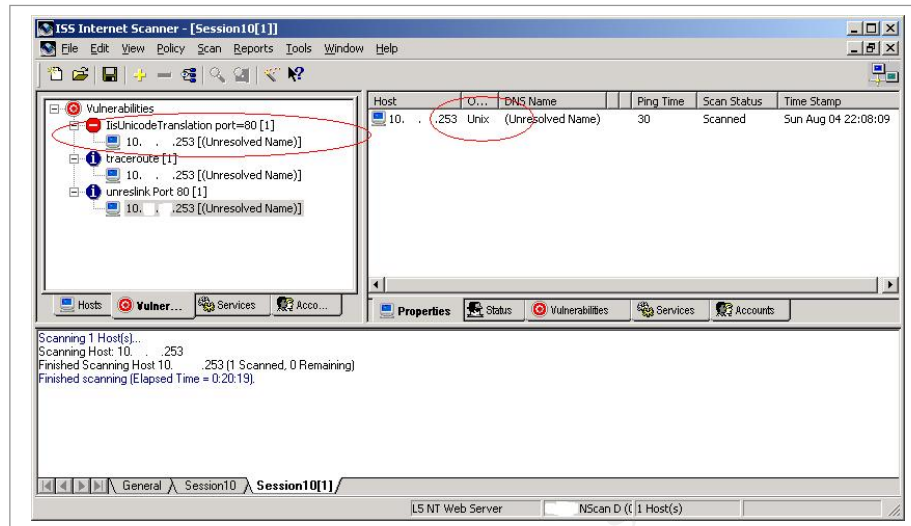 ISS Internet Scanner - [Session10[1]]
File Edit View Policy Scan Reports Tools Window Help
Vulnerabilities
IisUnicodeTranslation port=80 [1]
10. . .253 [(Unresolved Name)]
traceroute [1]
10. . .253 [(Unresolved Name)]
unreslink Port 80 [1]
10. . .253 [(Unresolved Name)]
Hosts Vulner... Services Acco...
Host O... DNS Name Ping Time Scan Status Time Stamp
10. . .253 Unix (Unresolved Name) 30 Scanned Sun Aug 04 22:08:09
Properties Status Vulnerabilities Services Accounts
Scanning 1 Host(s)...
Scanning Host: 10. . .253
Finished Scanning Host 10. .253 (1 Scanned, 0 Remaining)
Finished scanning (Elapsed Time = 0:20:19).
General Session10 Session10[1]
L5 NT Web Server NScan D (( 1 Host(s)